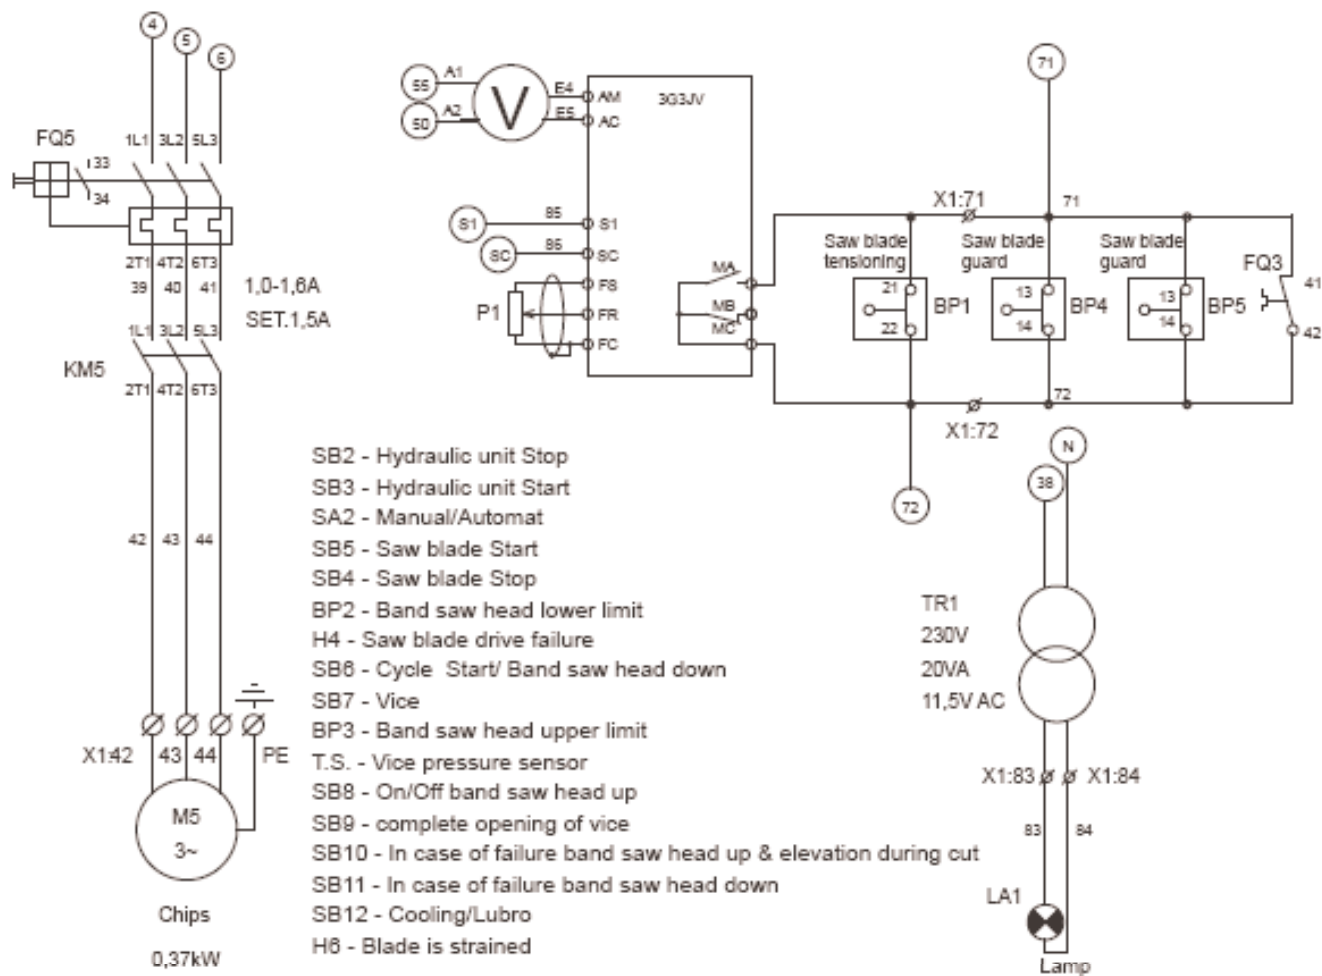 4
5
6
FQ5
33
34
1L1 3L2 5L3
2T1 4T2 6T3
39 40 41
1,0-1,6A
SET.1,5A
1L1 3L2 5L3
KM5
2T1 4T2 6T3
42 43 44
X1:42 43 44 PE
M5
3~
Chips
0,37kW
55 A1
50 A2
V
E4 AM
E5 AC
3G3JV
S1 85 S1
SC 85 SC
P1
FS
FR
FC
MA
MB
MC
71
X1:71 71
Saw blade
tensioning
21
22
BP1
Saw blade
guard
13
14
BP4
Saw blade
guard
13
14
BP5
FQ3
41
42
X1:72 72
72
SB2 - Hydraulic unit Stop
SB3 - Hydraulic unit Start
SA2 - Manual/Automat
SB5 - Saw blade Start
SB4 - Saw blade Stop
BP2 - Band saw head lower limit
H4 - Saw blade drive failure
SB6 - Cycle Start/ Band saw head down
SB7 - Vice
BP3 - Band saw head upper limit
T.S. - Vice pressure sensor
SB8 - On/Off band saw head up
SB9 - complete opening of vice
SB10 - In case of failure band saw head up & elevation during cut
SB11 - In case of failure band saw head down
SB12 - Cooling/Lubro
H6 - Blade is strained
N
38
TR1
230V
20VA
11,5V AC
X1:83 X1:84
83 84
LA1
Lamp